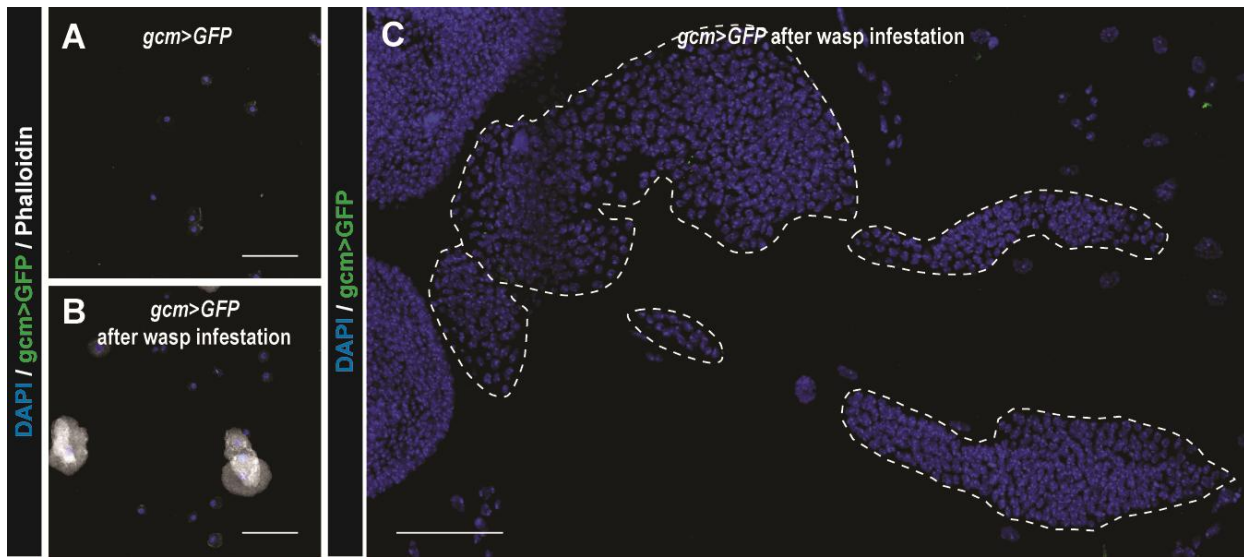 DAPI / gcm>GFP / Phalloidin
A
gcm>GFP
B
gcm>GFP
after wasp infestation
DAPI / gcm>GFP
C
gcm>GFP after wasp infestation